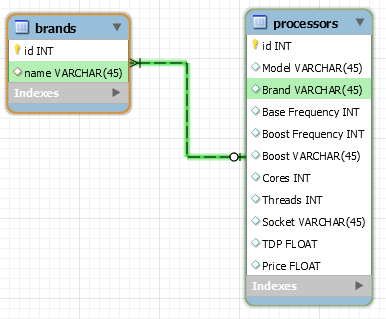 brands
id INT
name VARCHAR(45)
Indexes
processors
id INT
Model VARCHAR(45)
Brand VARCHAR(45)
Base Frequency INT
Boost Frequency INT
Boost VARCHAR(45)
Cores INT
Threads INT
Socket VARCHAR(45)
TDP FLOAT
Price FLOAT
Indexes